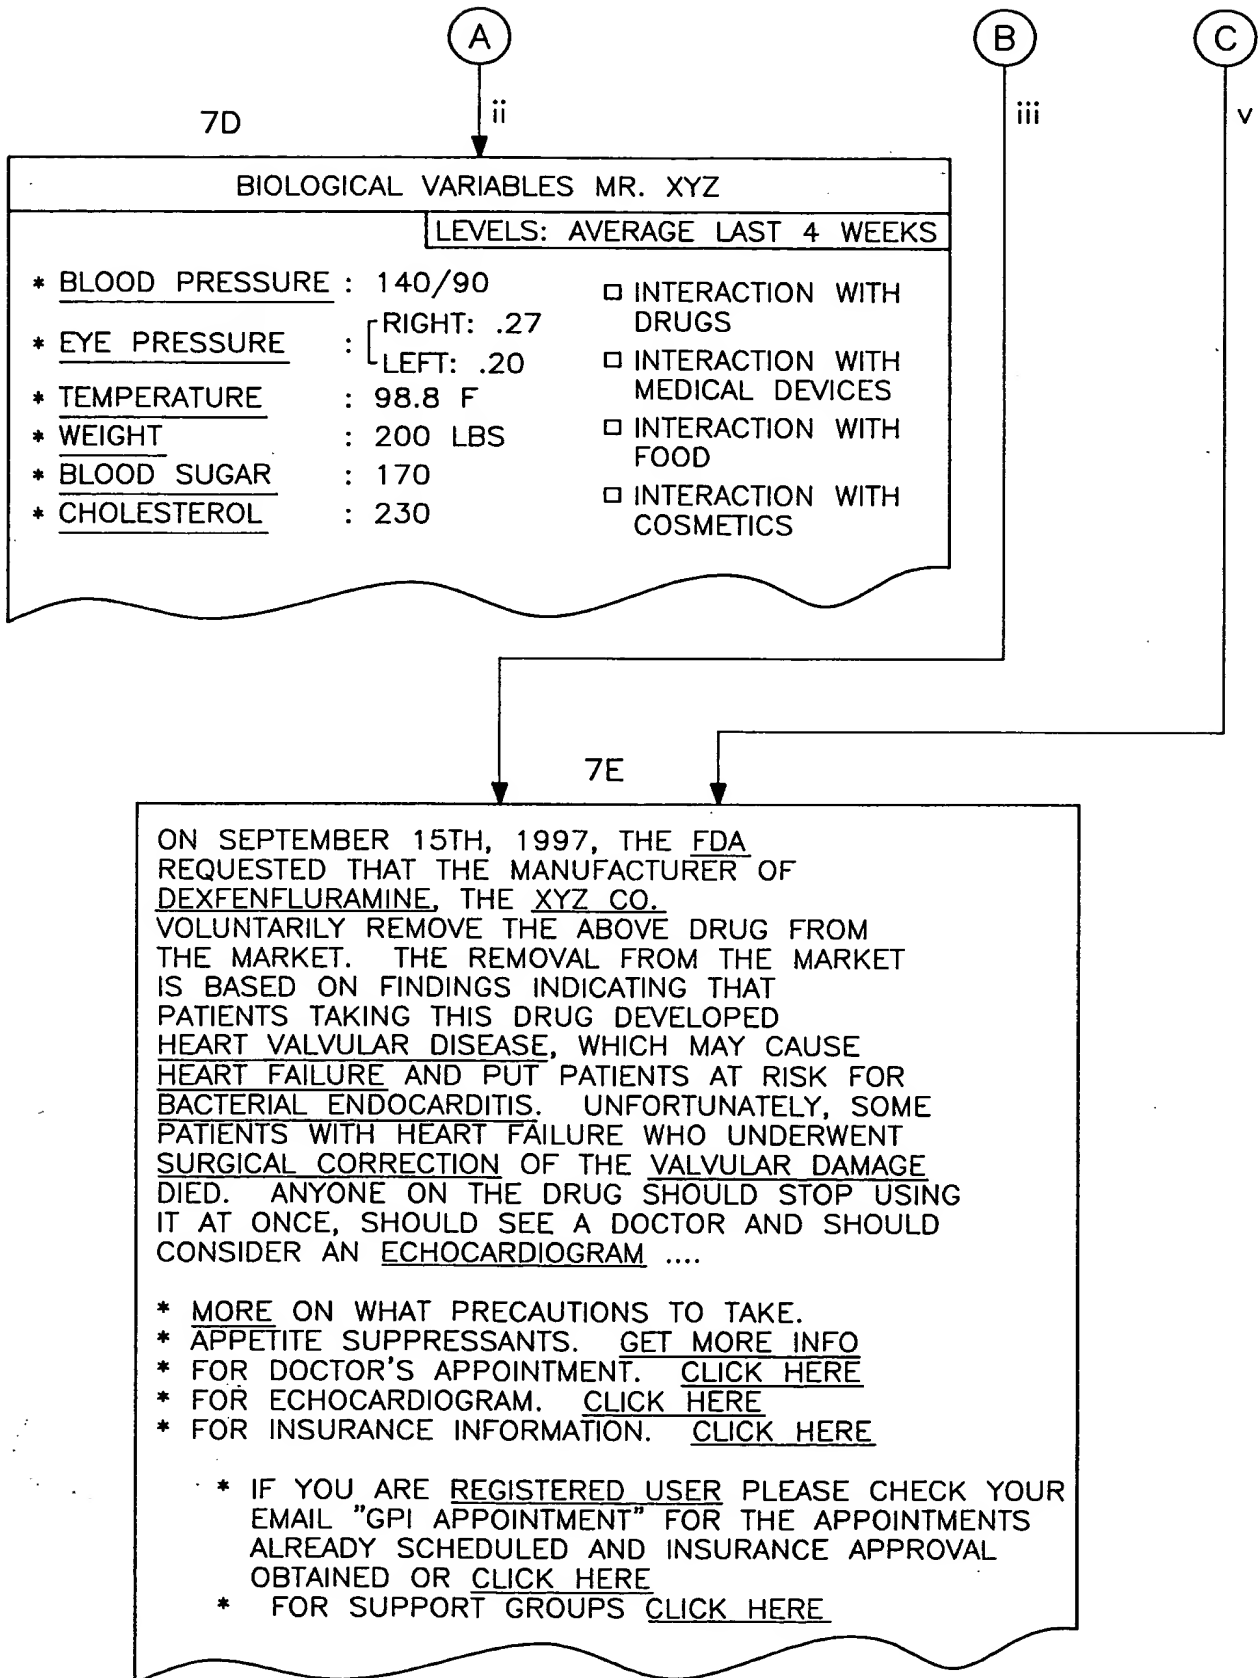 A
B
C
ii
iii
v
7D
BIOLOGICAL VARIABLES MR. XYZ
LEVELS: AVERAGE LAST 4 WEEKS
* BLOOD PRESSURE : 140/90
* EYE PRESSURE : RIGHT: .27
LEFT: .20
* TEMPERATURE : 98.8 F
* WEIGHT : 200 LBS
* BLOOD SUGAR : 170
* CHOLESTEROL : 230
□ INTERACTION WITH
DRUGS
□ INTERACTION WITH
MEDICAL DEVICES
□ INTERACTION WITH
FOOD
□ INTERACTION WITH
COSMETICS
7E
ON SEPTEMBER 15TH, 1997, THE FDA
REQUESTED THAT THE MANUFACTURER OF
DEXFENFLURAMINE, THE XYZ CO.
VOLUNTARILY REMOVE THE ABOVE DRUG FROM
THE MARKET. THE REMOVAL FROM THE MARKET
IS BASED ON FINDINGS INDICATING THAT
PATIENTS TAKING THIS DRUG DEVELOPED
HEART VALVULAR DISEASE, WHICH MAY CAUSE
HEART FAILURE AND PUT PATIENTS AT RISK FOR
BACTERIAL ENDOCARDITIS. UNFORTUNATELY, SOME
PATIENTS WITH HEART FAILURE WHO UNDERWENT
SURGICAL CORRECTION OF THE VALVULAR DAMAGE
DIED. ANYONE ON THE DRUG SHOULD STOP USING
IT AT ONCE, SHOULD SEE A DOCTOR AND SHOULD
CONSIDER AN ECHOCARDIOGRAM ....
* MORE ON WHAT PRECAUTIONS TO TAKE.
* APPETITE SUPPRESSANTS. GET MORE INFO
* FOR DOCTOR'S APPOINTMENT. CLICK HERE
* FOR ECHOCARDIOGRAM. CLICK HERE
* FOR INSURANCE INFORMATION. CLICK HERE
* IF YOU ARE REGISTERED USER PLEASE CHECK YOUR
EMAIL "GPI APPOINTMENT" FOR THE APPOINTMENTS
ALREADY SCHEDULED AND INSURANCE APPROVAL
OBTAINED OR CLICK HERE
* FOR SUPPORT GROUPS CLICK HERE